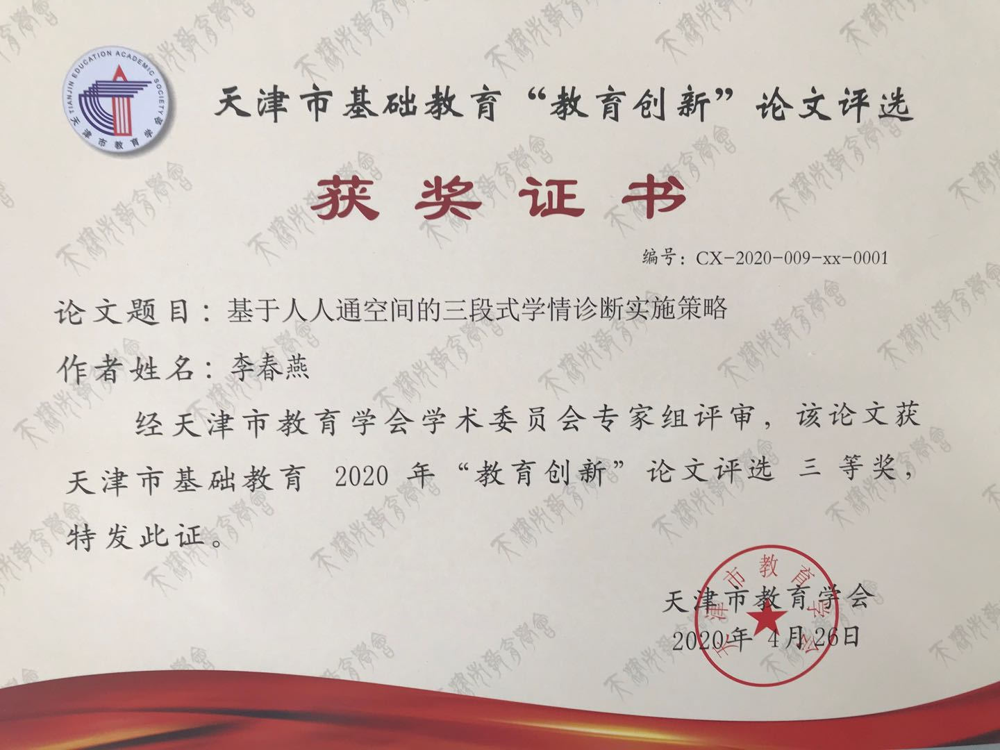 TIANJIN EDUCATION ACADEMIC SOCIETY
天津市教育学会
天津市基础教育“教育创新”论文评选
获奖证书
编号：CX-2020-009-xx-0001
论文题目：基于人人通空间的三段式学情诊断实施策略
作者姓名：李春燕
经天津市教育学会学术委员会专家组评审，该论文获
天津市基础教育 2020 年“教育创新”论文评选 三 等奖，
特发此证。
天津市教育学会
天津市教育学会
2020年 4月26日